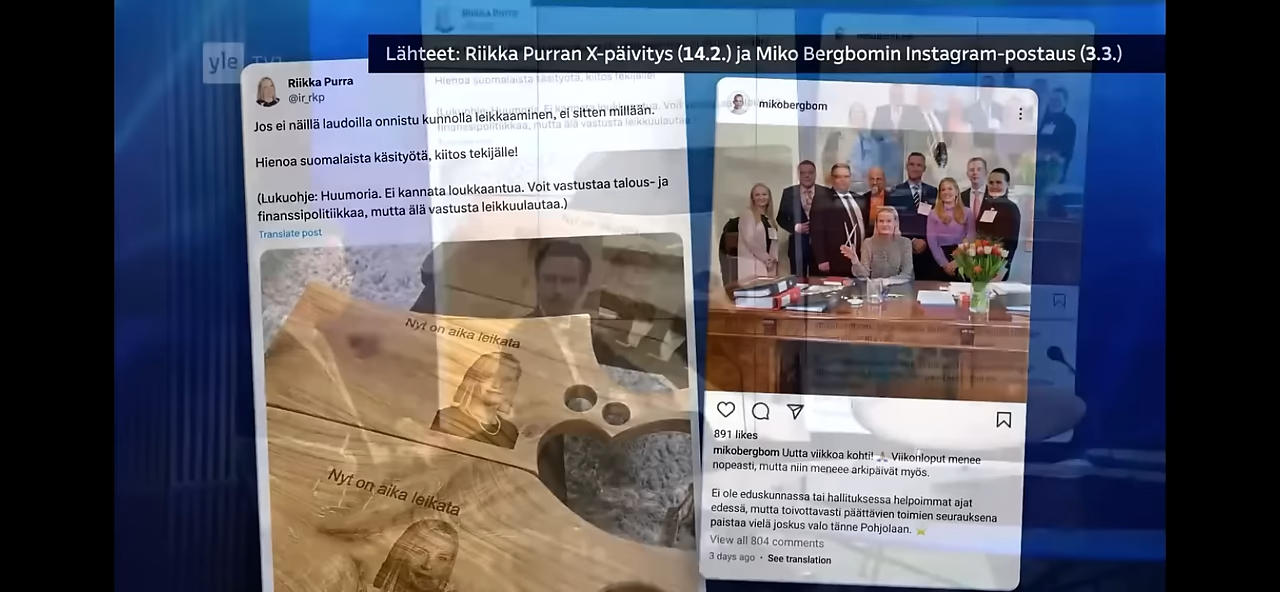 yle TV1
Lähteet: Riikka Purran X-päivitys (14.2.) ja Miko Bergbomin Instagram-postaus (3.3.)
Riikka Purra
@ir_rkp
Jos ei näillä laudoilla onnistu kunnolla leikkaaminen, ei sitten millään.
Hienoa suomalaista käsityötä, kiitos tekijälle!
(Lukuohje: Huumoria. Ei kannata loukkaantua. Voit vastustaa talous- ja
finanssipolitiikkaa, mutta älä vastusta leikkuulautaa.)
Translate post
Nyt on aika leikata
Nyt on aika leikata
mikobergbom
891 likes
mikobergbom Uutta viikkoa kohti! 🙏 Viikonloput menee
nopeasti, mutta niin meneee arkipäivät myös.
Ei ole eduskunnassa tai hallituksessa helpoimmat ajat
edessä, mutta toivottavasti päättävien toimien seurauksena
paistaa vielä joskus valo tänne Pohjolaan.
View all 804 comments
3 days ago • See translation